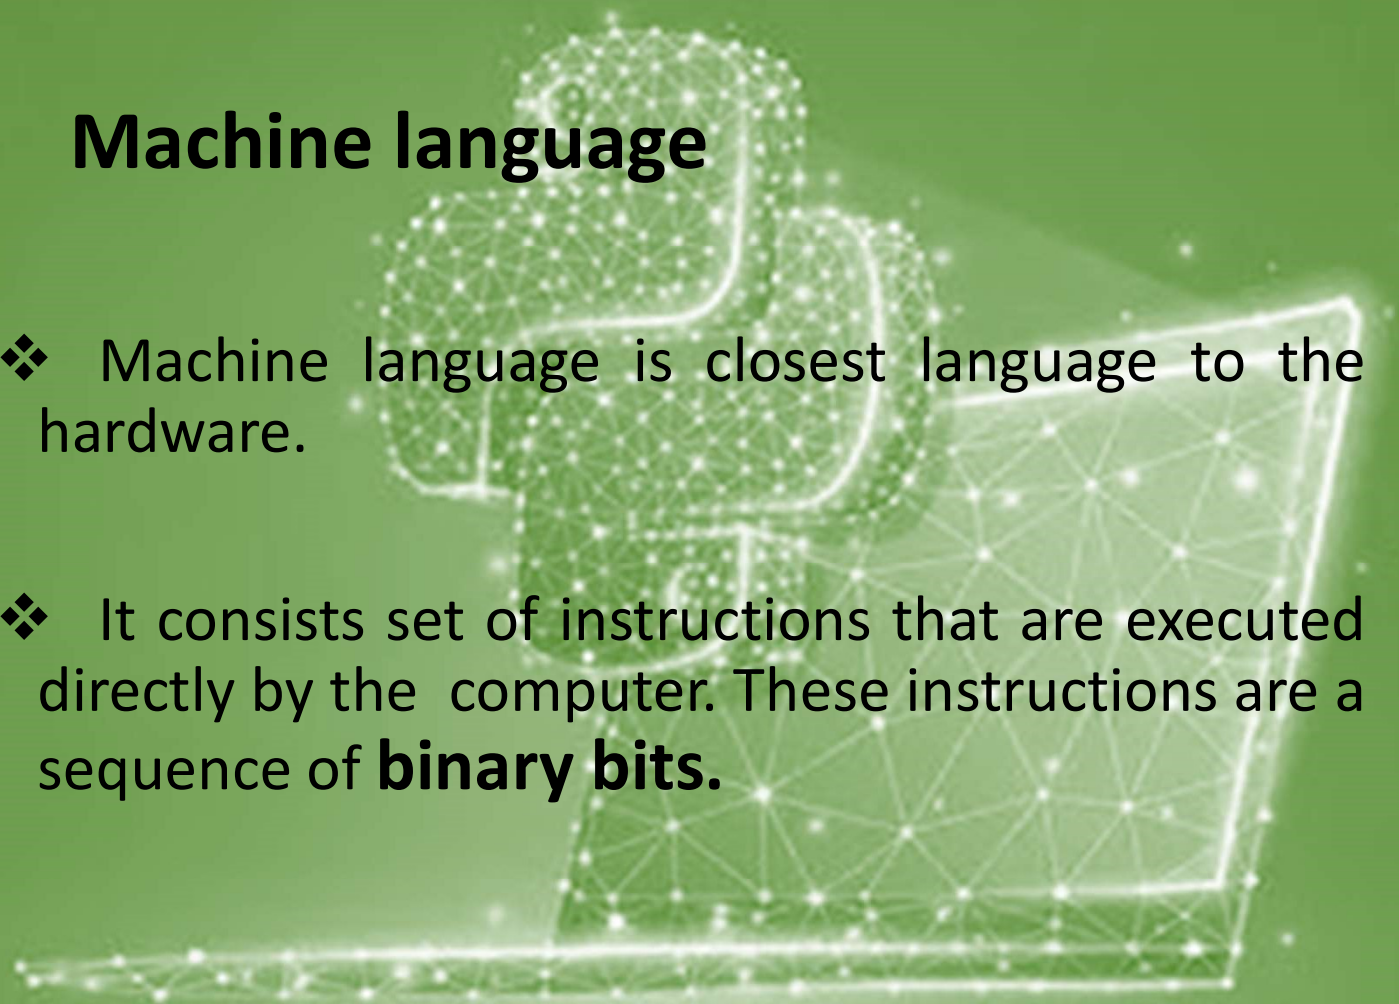 Machine language
❖ Machine language is closest language to the
hardware.
❖ It consists set of instructions that are executed
directly by the computer. These instructions are a
sequence of binary bits.